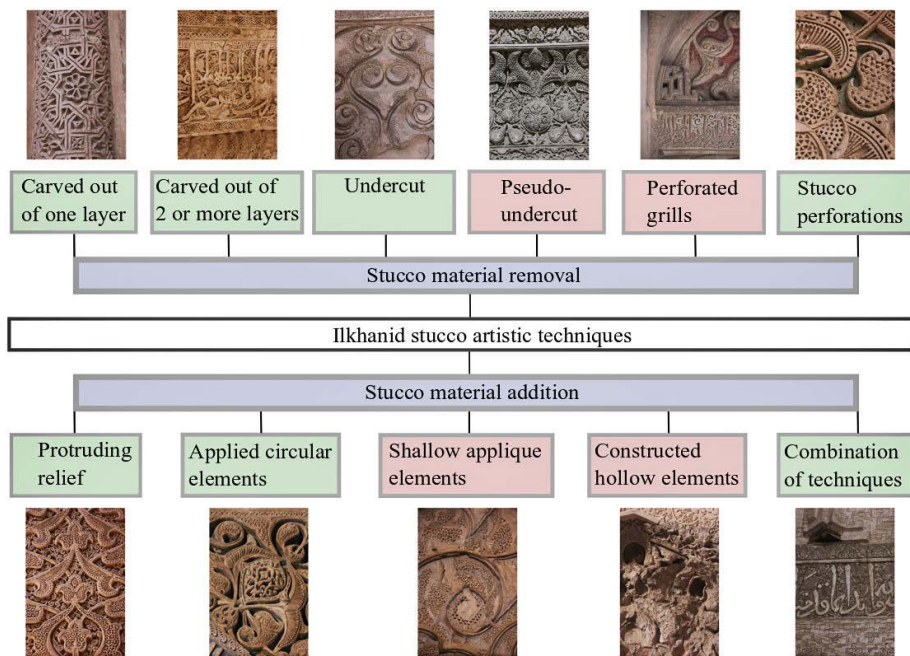 Carved out
of one layer
Carved out of
2 or more layers
Undercut
Pseudo-
undercut
Perforated
grills
Stucco
perforations
Stucco material removal
Ilkhanid stucco artistic techniques
Stucco material addition
Protruding
relief
Applied circular
elements
Shallow applique
elements
Constructed
hollow elements
Combination
of techniques